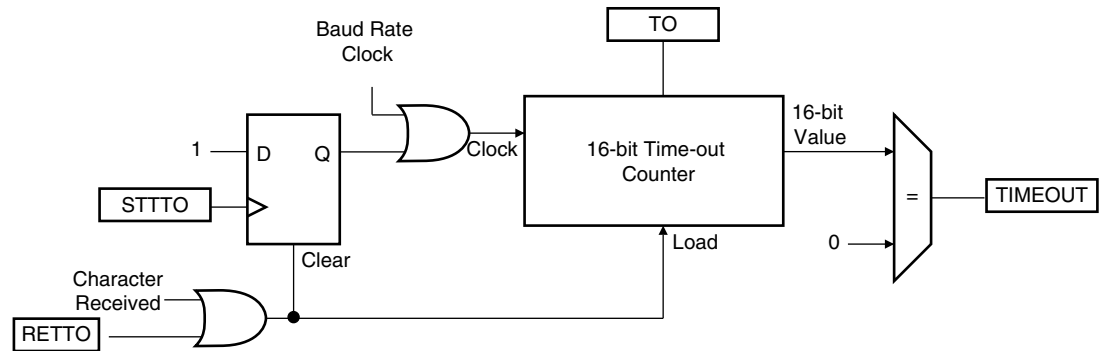 TO
Baud Rate
Clock
16-bit
Value
1
D
Q
Clock
16-bit Time-out
Counter
STTTO
=
TIMEOUT
Clear
Load
0
Character
Received
RETTO